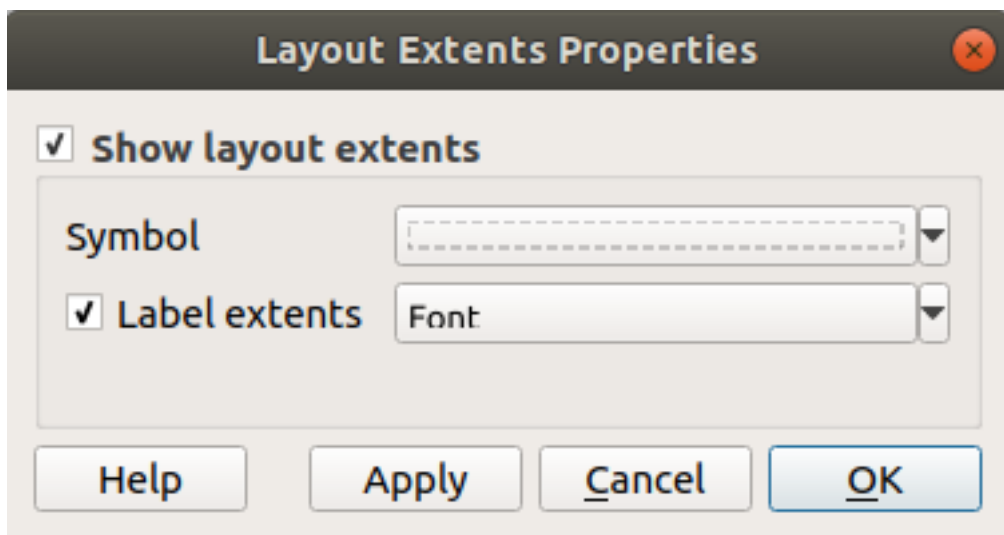 Layout Extents Properties
Show layout extents
Symbol
Label extents Font
Help Apply Cancel OK